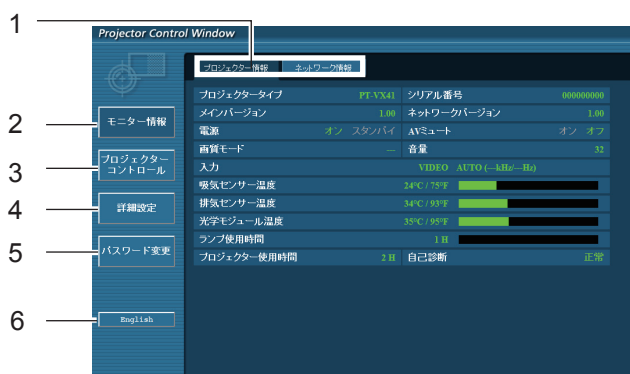 1
Projector Control Window
プロジェクター情報 ネットワーク情報
プロジェクタータイプ PT-VX41 シリアル番号 000000000
メインバージョン 1.00 ネットワークバージョン 1.00
電源 オン スタンバイ AVミュート オン オフ
画質モード --- 音量 32
入力 VIDEO AUTO (---kHz/---Hz)
吸気センサー温度 24°C / 75°F
排気センサー温度 34°C / 93°F
光学モジュール温度 35°C / 95°F
ランプ使用時間 1 H
プロジェクター使用時間 2 H 自己診断 正常
2 モニター情報
3 プロジェクター
コントロール
4 詳細設定
5 パスワード変更
6 English